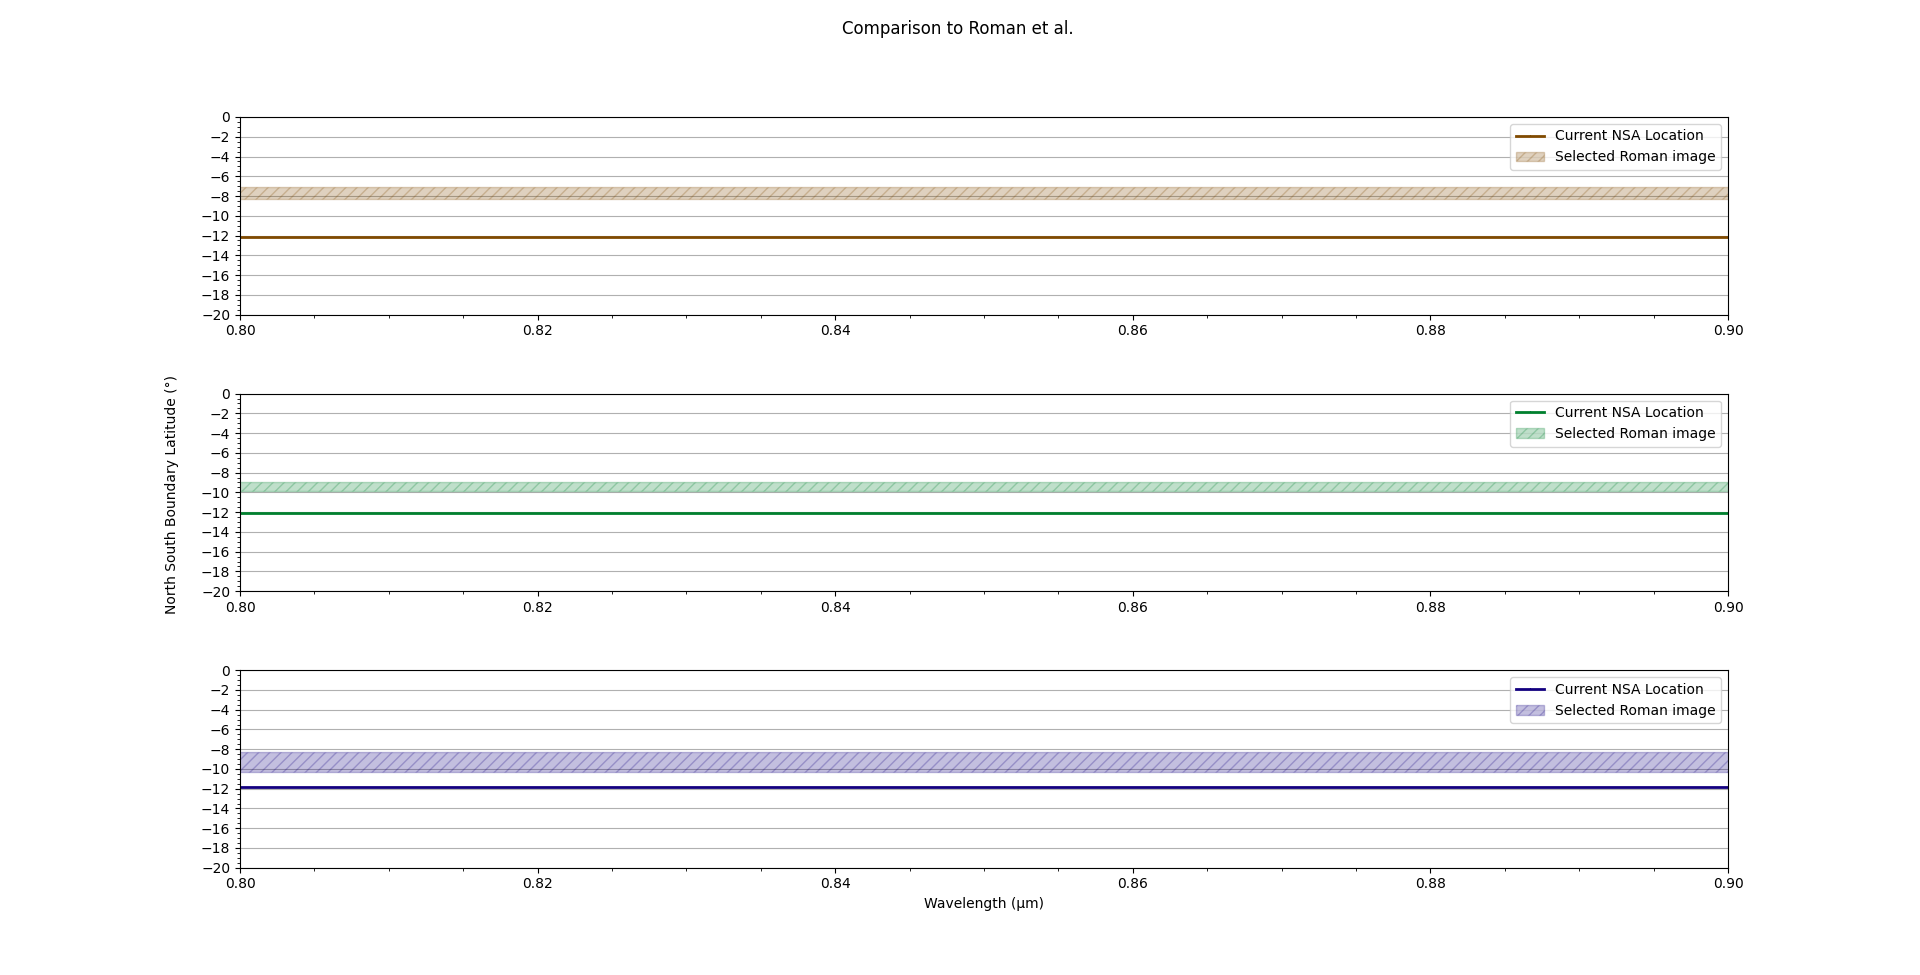 Comparison to Roman et al.
0
−2
−4
−6
−8
−10
−12
−14
−16
−18
−20
Current NSA Location
Selected Roman image
0.80 0.82 0.84 0.86 0.88 0.90
North South Boundary Latitude (°)
0
−2
−4
−6
−8
−10
−12
−14
−16
−18
−20
Current NSA Location
Selected Roman image
0.80 0.82 0.84 0.86 0.88 0.90
0
−2
−4
−6
−8
−10
−12
−14
−16
−18
−20
Current NSA Location
Selected Roman image
0.80 0.82 0.84 0.86 0.88 0.90
Wavelength (μm)